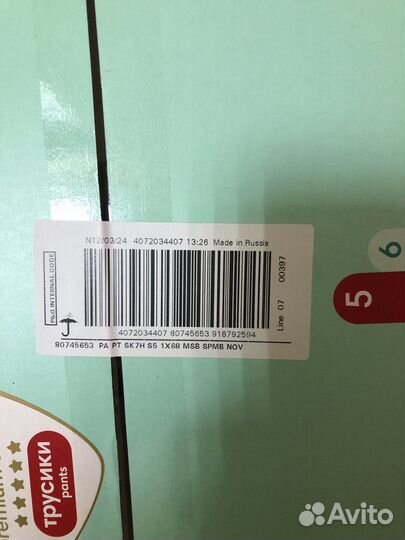 N12/03/24 4072034407 13:26 Made in Russia
P&G INTERNAL CODE
4072034407 80745653 918792594
Line 07 00397
80745653 PA PT SK7H S5 1X68 MSB SPMB NOV
5
6
трусики
pants
Avito